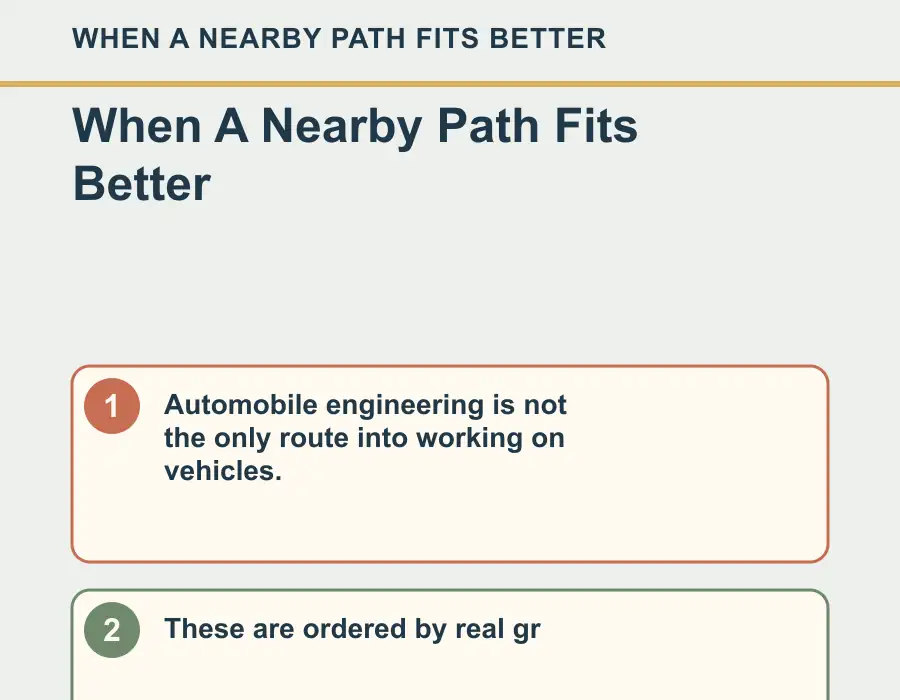 WHEN A NEARBY PATH FITS BETTER
When A Nearby Path Fits
Better
1
Automobile engineering is not
the only route into working on
vehicles.
2
These are ordered by real gr